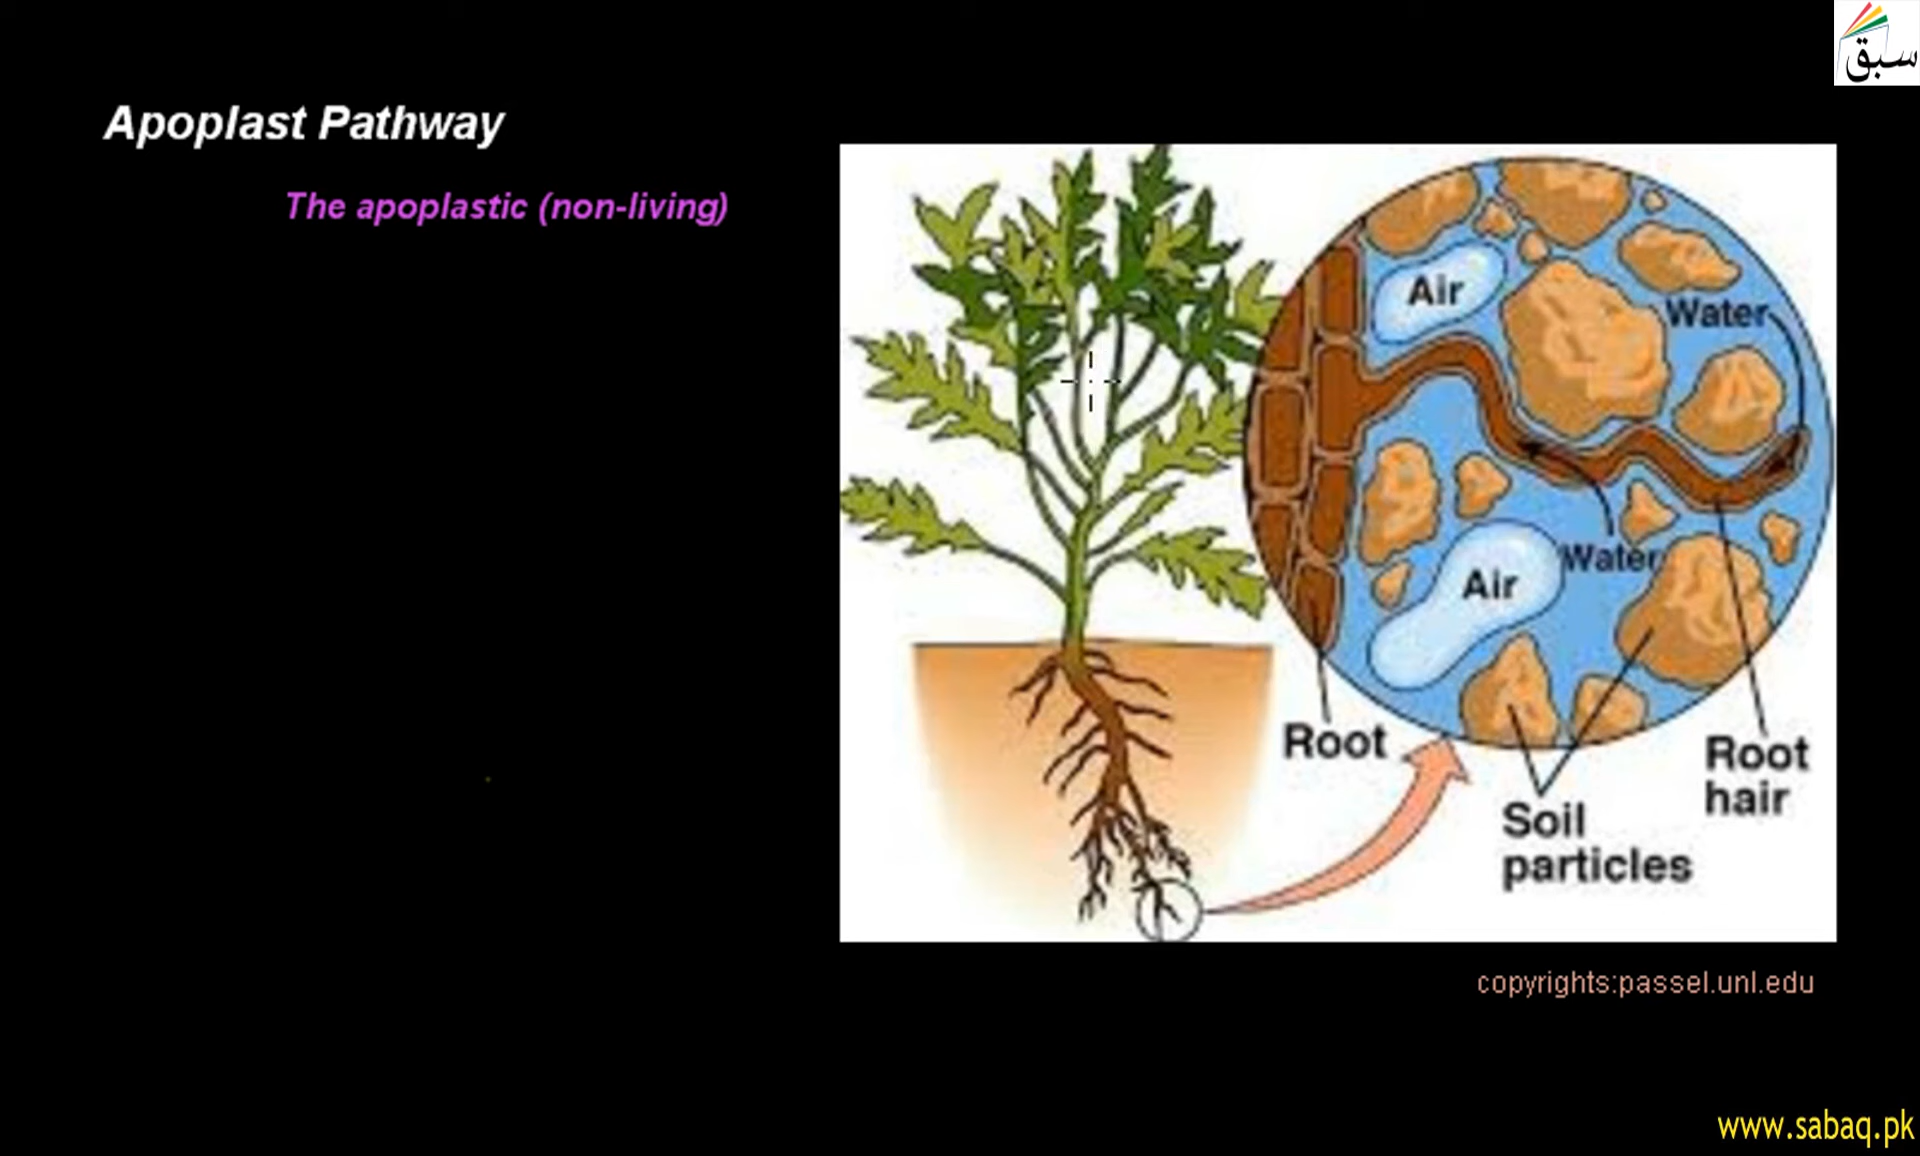 سبق
Apoplast Pathway
The apoplastic (non-living)
Air
Water
Water
Air
Root
Root
hair
Soil
particles
copyrights:passel.unl.edu
www.sabaq.pk